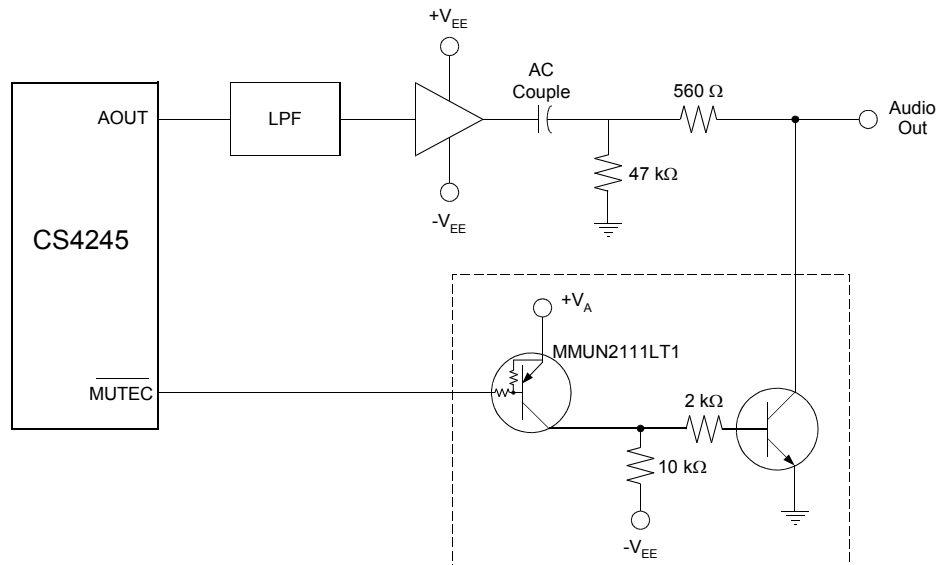 +VEE
AC
Couple
560 Ω
AOUT
LPF
Audio
Out
47 kΩ
-VEE
CS4245
+VA
MMUN2111LT1
MUTEC
2 kΩ
10 kΩ
-VEE